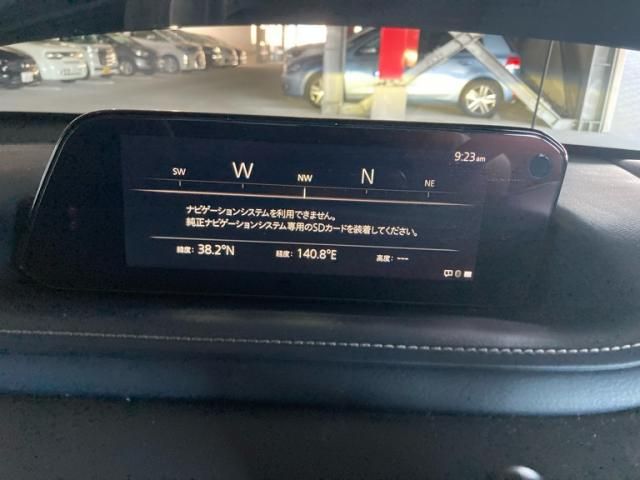 9:23am
SW W NW N NE
ナビゲーションシステムを利用できません。
純正ナビゲーションシステム専用のSDカードを装着してください。
緯度: 38.2°N 経度: 140.8°E 高度: ---